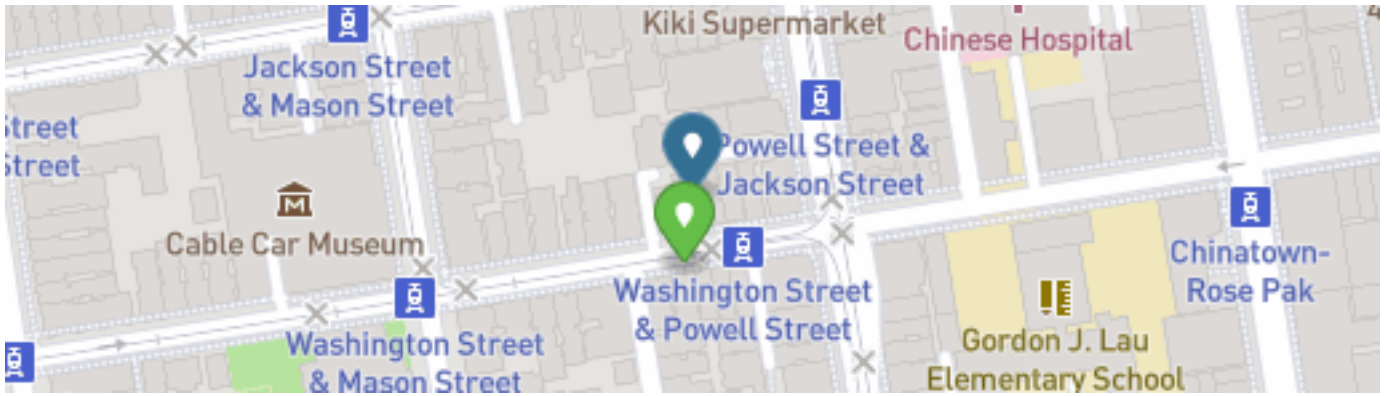 Kiki Supermarket
Chinese Hospital
Jackson Street
& Mason Street
Street
Street
Powell Street &
Jackson Street
Cable Car Museum
M
Chinatown-
Rose Pak
Washington Street
& Powell Street
Washington Street
& Mason Street
Gordon J. Lau
Elementary School